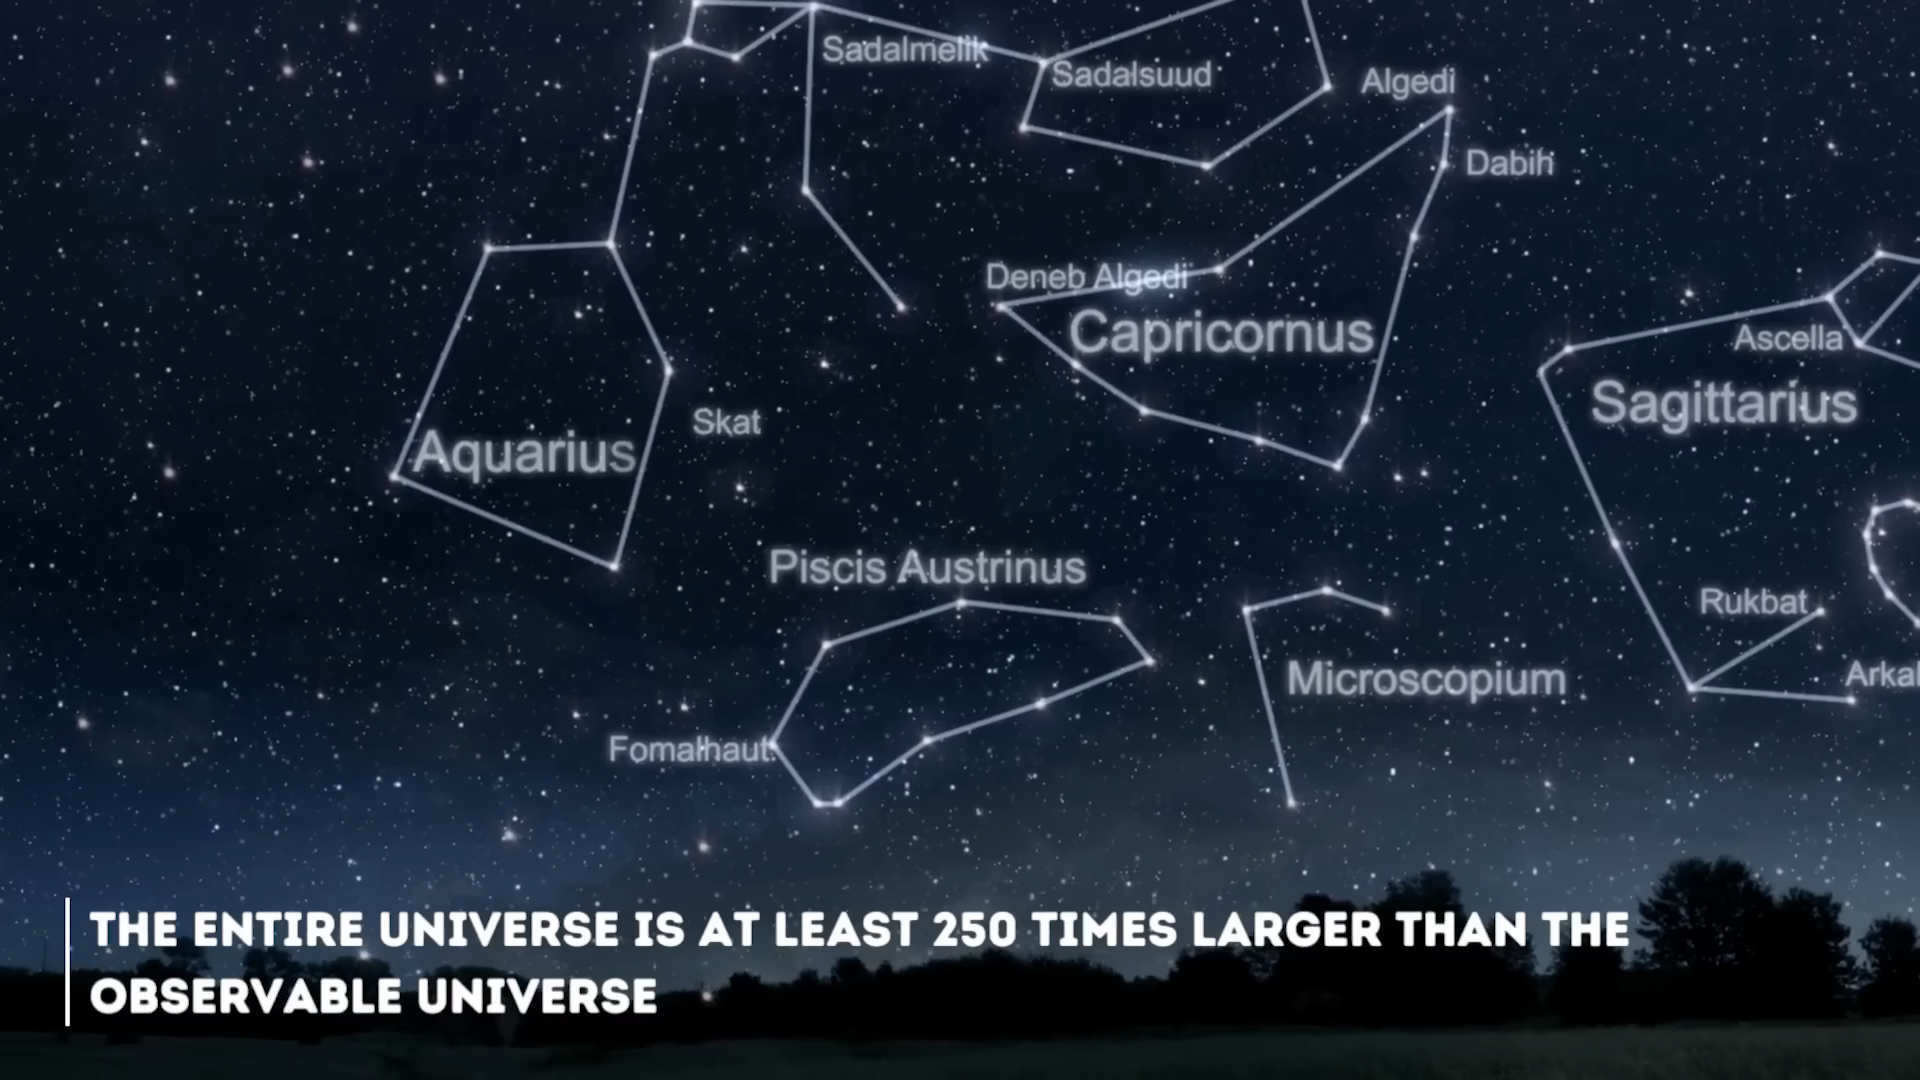 Sadalmelik
Sadalsuud
Algedi
Dabih
Deneb Algedi
Capricornus
Ascella
Sagittarius
Skat
Aquarius
Piscis Austrinus
Rukbat
Microscopium
Arkal
Fomalhaut
THE ENTIRE UNIVERSE IS AT LEAST 250 TIMES LARGER THAN THE
OBSERVABLE UNIVERSE